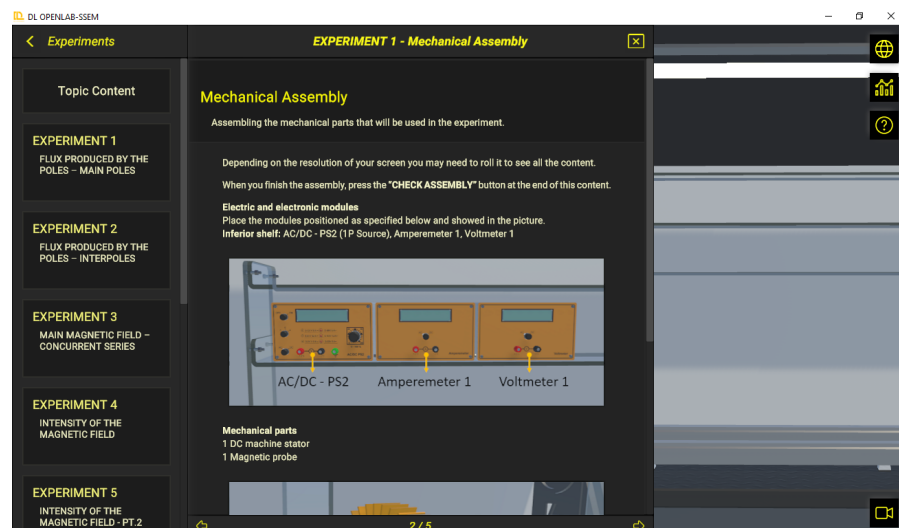 DL OPENLAB-SSEM
Experiments
EXPERIMENT 1 - Mechanical Assembly
Topic Content
EXPERIMENT 1
FLUX PRODUCED BY THE
POLES – MAIN POLES
EXPERIMENT 2
FLUX PRODUCED BY THE
POLES – INTERPOLES
EXPERIMENT 3
MAIN MAGNETIC FIELD –
CONCURRENT SERIES
EXPERIMENT 4
INTENSITY OF THE
MAGNETIC FIELD
EXPERIMENT 5
INTENSITY OF THE
MAGNETIC FIELD - PT.2
Mechanical Assembly
Assembling the mechanical parts that will be used in the experiment.
Depending on the resolution of your screen you may need to roll it to see all the content.
When you finish the assembly, press the "CHECK ASSEMBLY" button at the end of this content.
Electric and electronic modules
Place the modules positioned as specified below and showed in the picture.
Inferior shelf: AC/DC - PS2 (1P Source), Amperemeter 1, Voltmeter 1
AC/DC - PS2 Amperemeter 1 Voltmeter 1
Mechanical parts
1 DC machine stator
1 Magnetic probe
2 / 5